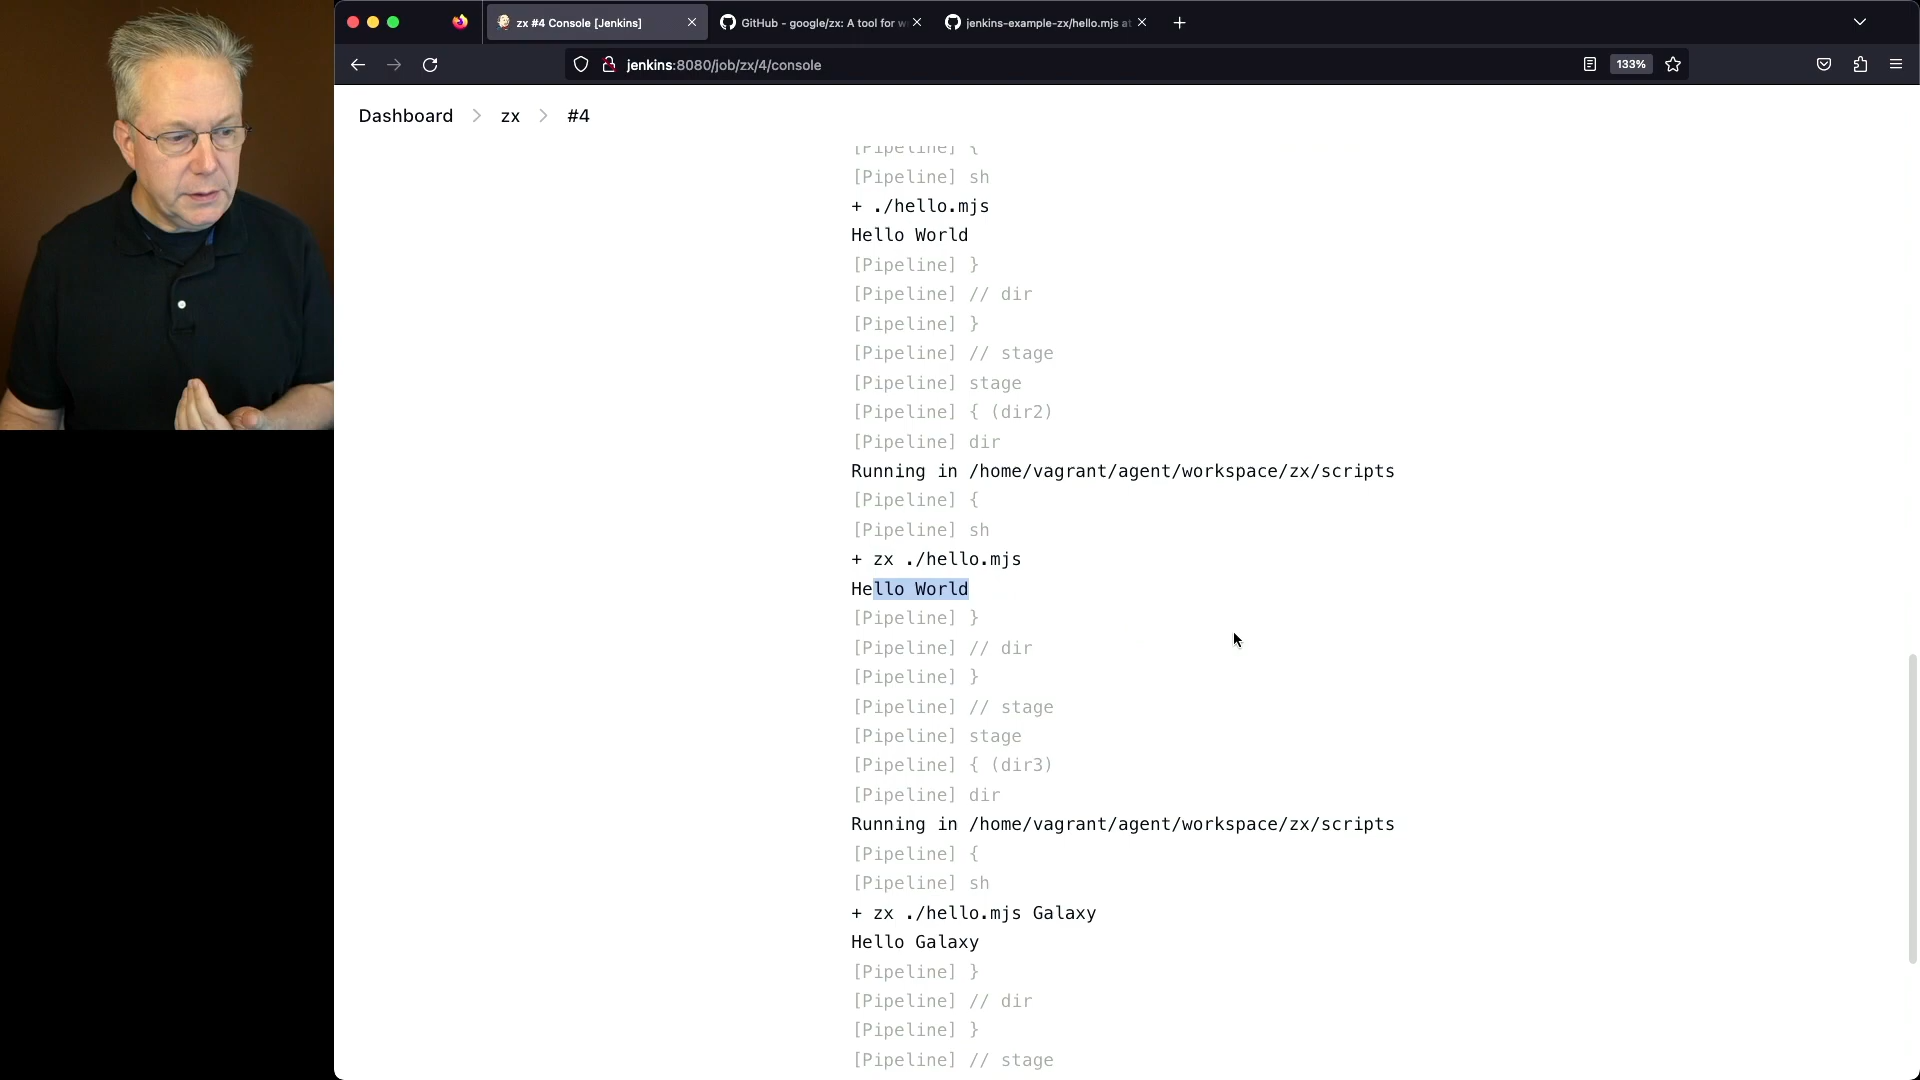 zx #4 Console [Jenkins]
GitHub - google/zx: A tool for w
jenkins-example-zx/hello.mjs at
jenkins:8080/job/zx/4/console
133%
Dashboard > zx > #4
[Pipeline] {
[Pipeline] sh
+ ./hello.mjs
Hello World
[Pipeline] }
[Pipeline] // dir
[Pipeline] }
[Pipeline] // stage
[Pipeline] stage
[Pipeline] { (dir2)
[Pipeline] dir
Running in /home/vagrant/agent/workspace/zx/scripts
[Pipeline] {
[Pipeline] sh
+ zx ./hello.mjs
Hello World
[Pipeline] }
[Pipeline] // dir
[Pipeline] }
[Pipeline] // stage
[Pipeline] stage
[Pipeline] { (dir3)
[Pipeline] dir
Running in /home/vagrant/agent/workspace/zx/scripts
[Pipeline] {
[Pipeline] sh
+ zx ./hello.mjs Galaxy
Hello Galaxy
[Pipeline] }
[Pipeline] // dir
[Pipeline] }
[Pipeline] // stage